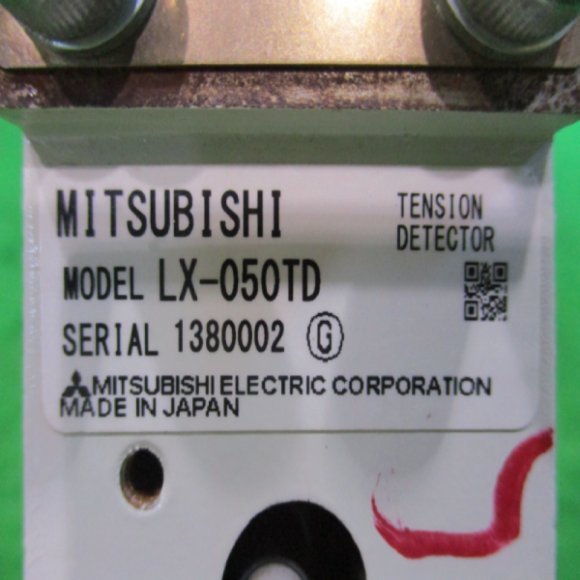 MITSUBISHI
TENSION
DETECTOR
MODEL LX-050TD
SERIAL 1380002 G
MITSUBISHI ELECTRIC CORPORATION
MADE IN JAPAN